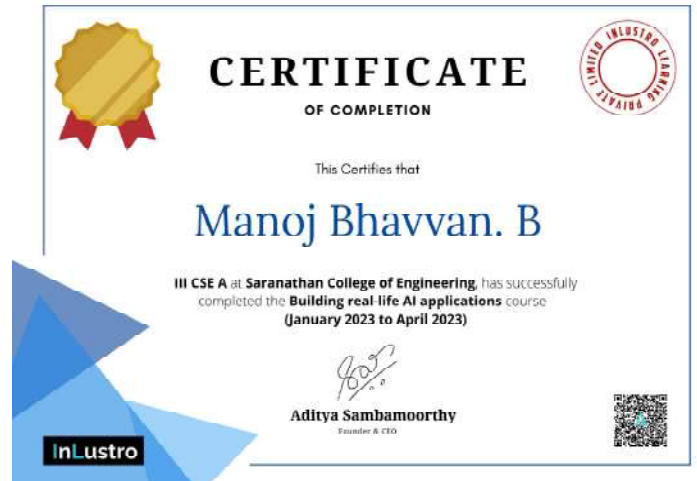 CERTIFICATE
OF COMPLETION
INLUSTRO LEARNING PRIVATE LIMITED
This Certifies that
Manoj Bhavvan. B
III CSE A at Saranathan College of Engineering, has successfully
completed the Building real-life AI applications course
(January 2023 to April 2023)
Aditya Sambamoorthy
Founder & CEO
InLustro